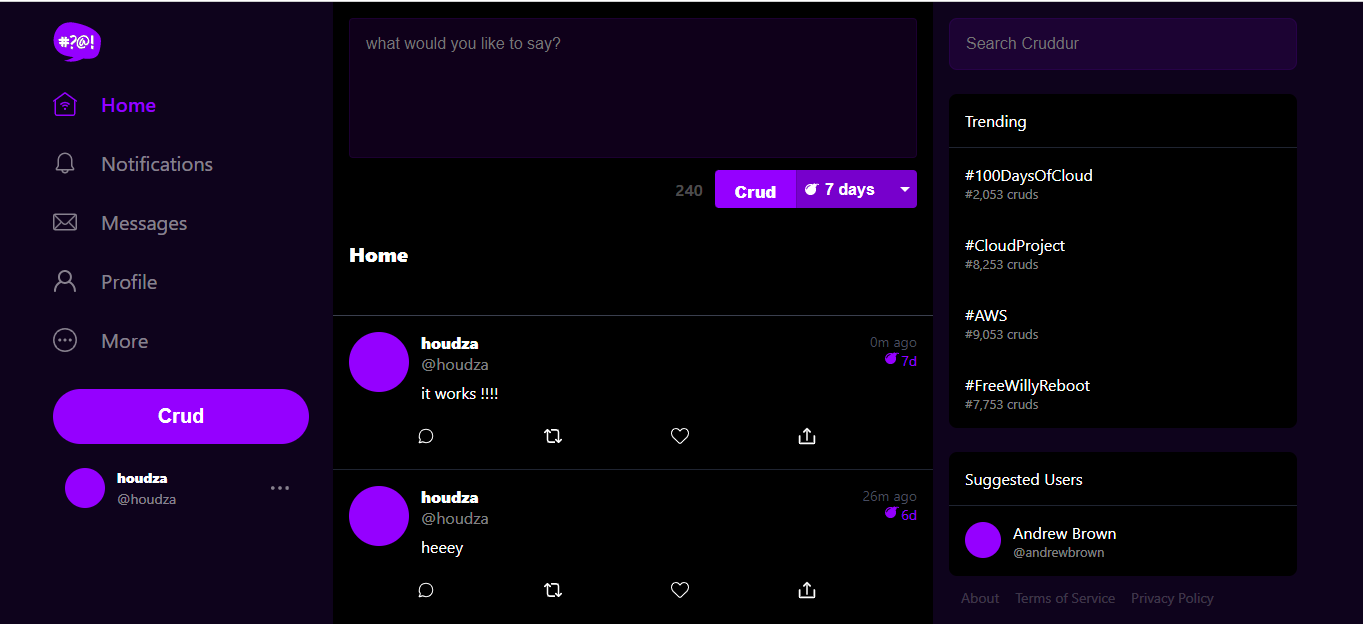 #?@!
Home
Notifications
Messages
Profile
More
Crud
houdza
@houdza
what would you like to say?
240
Crud
7 days
Home
houdza
0m ago
@houdza
7d
it works !!!!
houdza
26m ago
@houdza
6d
heeey
Search Cruddur
Trending
#100DaysOfCloud
#2,053 cruds
#CloudProject
#8,253 cruds
#AWS
#9,053 cruds
#FreeWillyReboot
#7,753 cruds
Suggested Users
Andrew Brown
@andrewbrown
About Terms of Service Privacy Policy